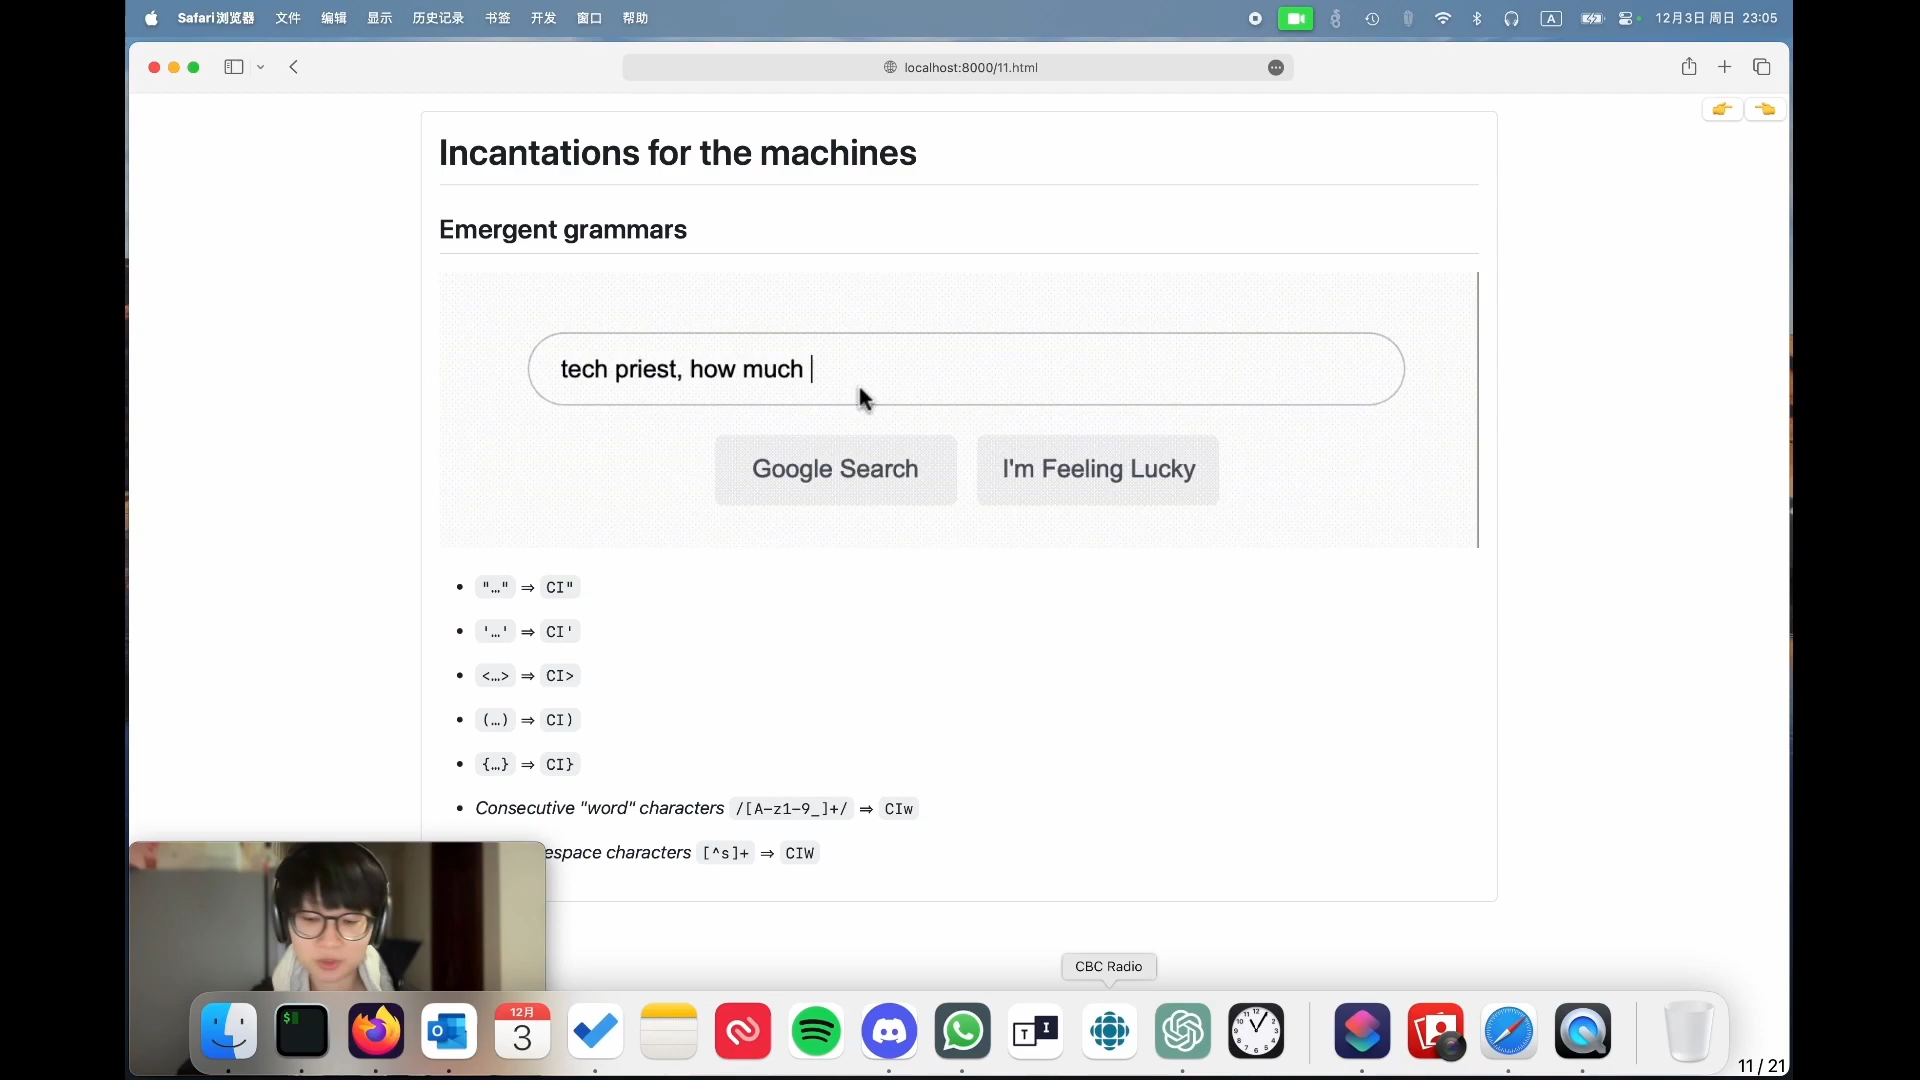 Safari浏览器 文件 编辑 显示 历史记录 书签 开发 窗口 帮助
A 12月3日 周日 23:05
localhost:8000/11.html
Incantations for the machines
Emergent grammars
tech priest, how much
Google Search I'm Feeling Lucky
"…" ⇒ CI"
'…' ⇒ CI'
<…> ⇒ CI>
(…) ⇒ CI)
{…} ⇒ CI}
Consecutive "word" characters /[A-z1-9_]+/ ⇒ CIw
espace characters [^s]+ ⇒ CIW
CBC Radio
12月
3
T I
11 / 21